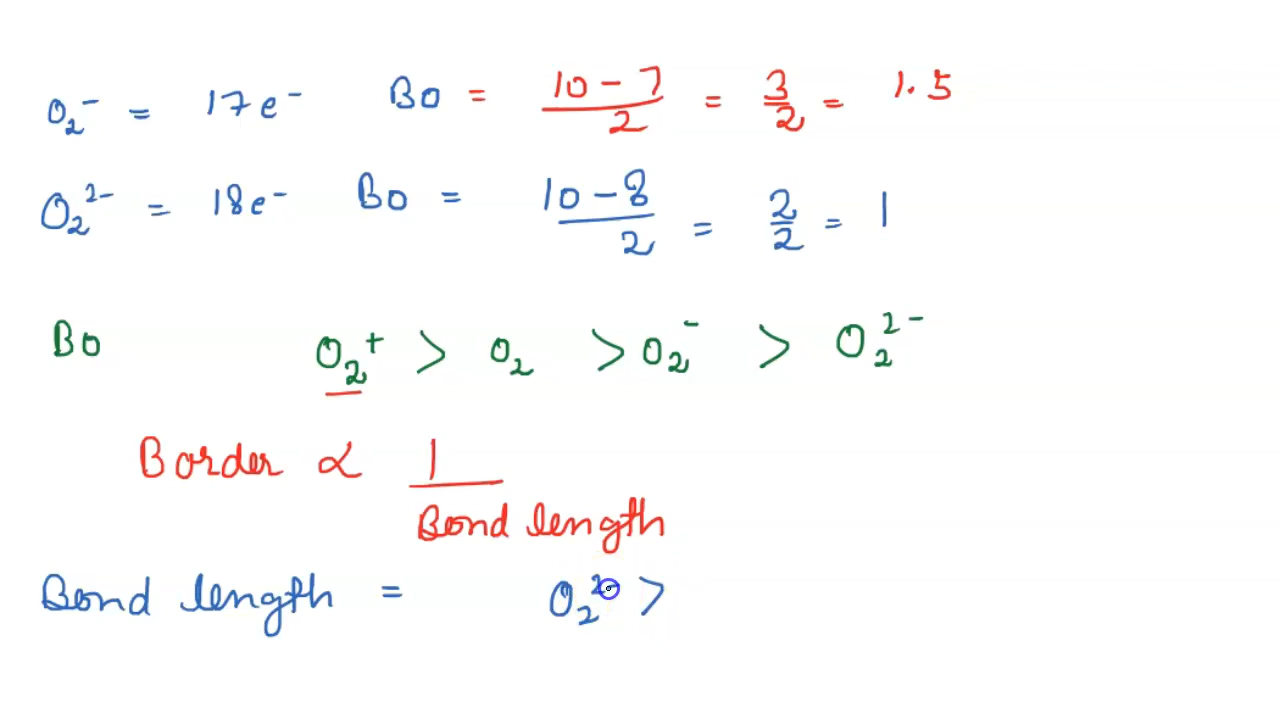 O₂⁻ = 17e⁻ BO = 10 - 7 / 2 = 3/2 = 1.5
O₂²⁻ = 18e⁻ BO = 10 - 8 / 2 = 2/2 = 1
BO O₂⁺ > O₂ > O₂⁻ > O₂²⁻
Border ∝ 1 / Bond length
Bond length = O₂²⁻ >